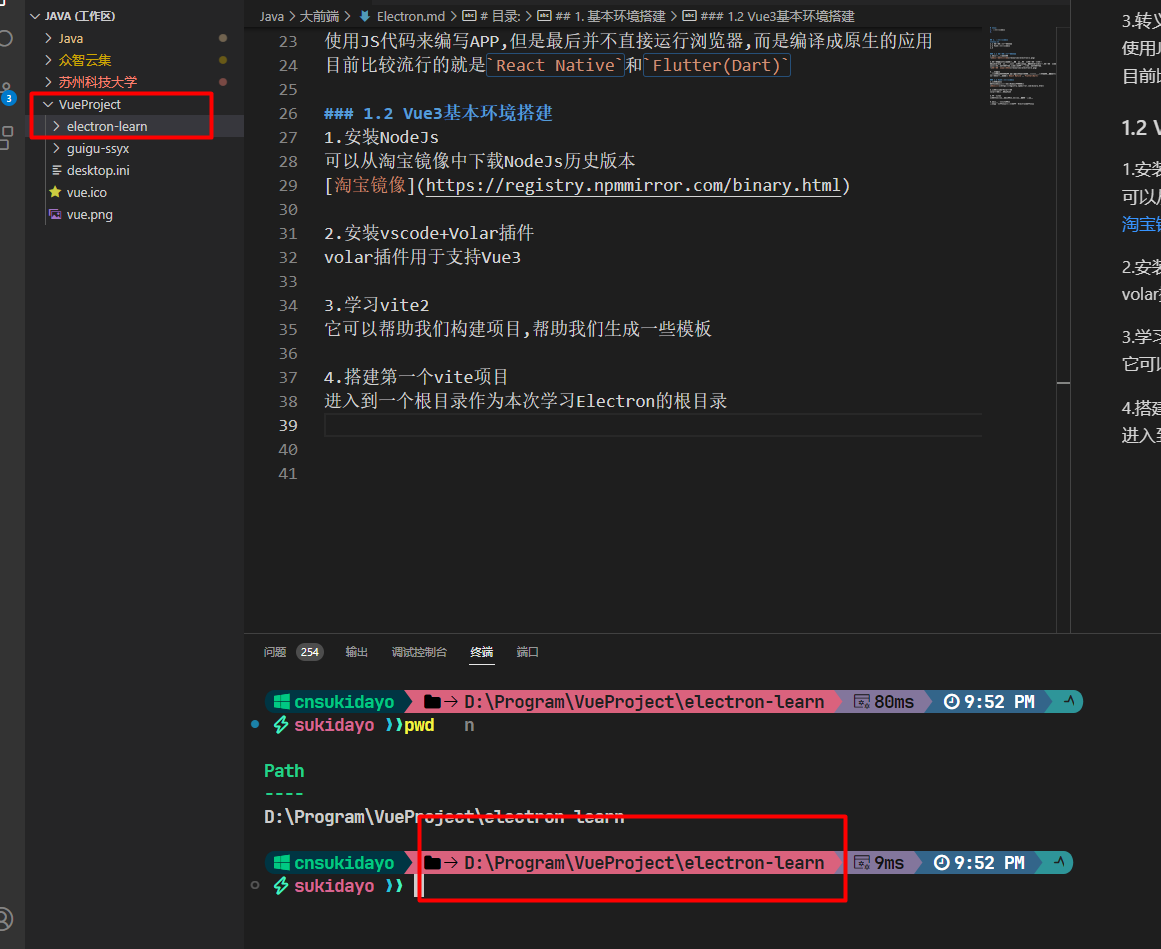 JAVA (工作区)
Java
众智云集
苏州科技大学
3
VueProject
electron-learn
guigu-ssyx
desktop.ini
vue.ico
vue.png
Java > 大前端 > Electron.md > # 目录: > ## 1. 基本环境搭建 > ### 1.2 Vue3基本环境搭建
23 使用JS代码来编写APP,但是最后并不直接运行浏览器,而是编译成原生的应用
24 目前比较流行的就是`React Native`和`Flutter(Dart)`
25
26 ### 1.2 Vue3基本环境搭建
27 1.安装NodeJs
28 可以从淘宝镜像中下载NodeJs历史版本
29 [淘宝镜像](https://registry.npmmirror.com/binary.html)
30
31 2.安装vscode+Volar插件
32 volar插件用于支持Vue3
33
34 3.学习vite2
35 它可以帮助我们构建项目,帮助我们生成一些模板
36
37 4.搭建第一个vite项目
38 进入到一个根目录作为本次学习Electron的根目录
39
40
41
3.转义
使用J
目前比
1.2 V
1.安装
可以从
淘宝镜
2.安装
volar插
3.学习
它可以
4.搭建
进入到
问题 254 输出 调试控制台 终端 端口
cnsukidayo D:\Program\VueProject\electron-learn 80ms 9:52 PM
sukidayo pwd n
Path
----
D:\Program\VueProject\electron-learn
cnsukidayo D:\Program\VueProject\electron-learn 9ms 9:52 PM
sukidayo